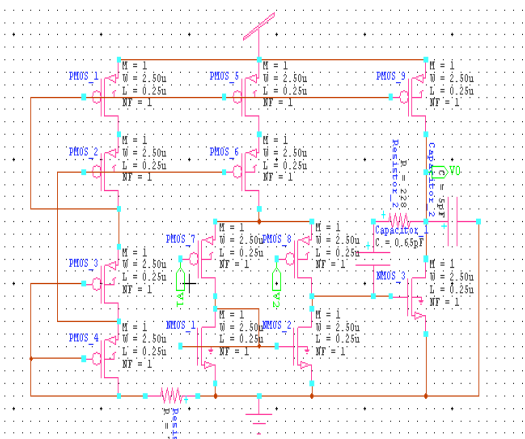 PMOS_1
M = 1
W = 2.50u
L = 0.25u
NF = 1
PMOS_5
M = 1
W = 2.50u
L = 0.25u
NF = 1
PMOS_9
M = 1
W = 2.50u
L = 0.25u
NF = 1
PMOS_2
M = 1
W = 2.50u
L = 0.25u
NF = 1
PMOS_6
M = 1
W = 2.50u
L = 0.25u
NF = 1
Resistor_2
R = 228
Capacitor_2
C = 5pF
VO
PMOS_3
M = 1
W = 2.50u
L = 0.25u
NF = 1
PMOS_7
M = 1
W = 2.50u
L = 0.25u
NF = 1
V1
PMOS_8
M = 1
W = 2.50u
L = 0.25u
NF = 1
V2
Capacitor_1
C = 0.65pF
NMOS_3
M = 1
W = 2.50u
L = 0.25u
NF = 1
PMOS_4
M = 1
W = 2.50u
L = 0.25u
NF = 1
NMOS_1
M = 1
W = 2.50u
L = 0.25u
NF = 1
NMOS_2
M = 1
W = 2.50u
L = 0.25u
NF = 1
R =